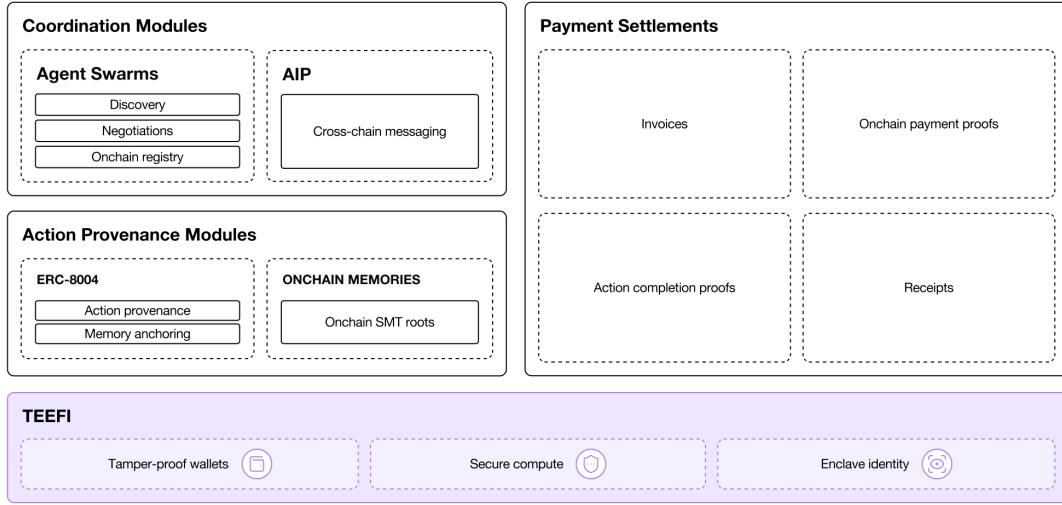 Coordination Modules
Agent Swarms
Discovery
Negotiations
Onchain registry
AIP
Cross-chain messaging
Action Provenance Modules
ERC-8004
Action provenance
Memory anchoring
ONCHAIN MEMORIES
Onchain SMT roots
Payment Settlements
Invoices
Onchain payment proofs
Action completion proofs
Receipts
TEEFI
Tamper-proof wallets
Secure compute
Enclave identity